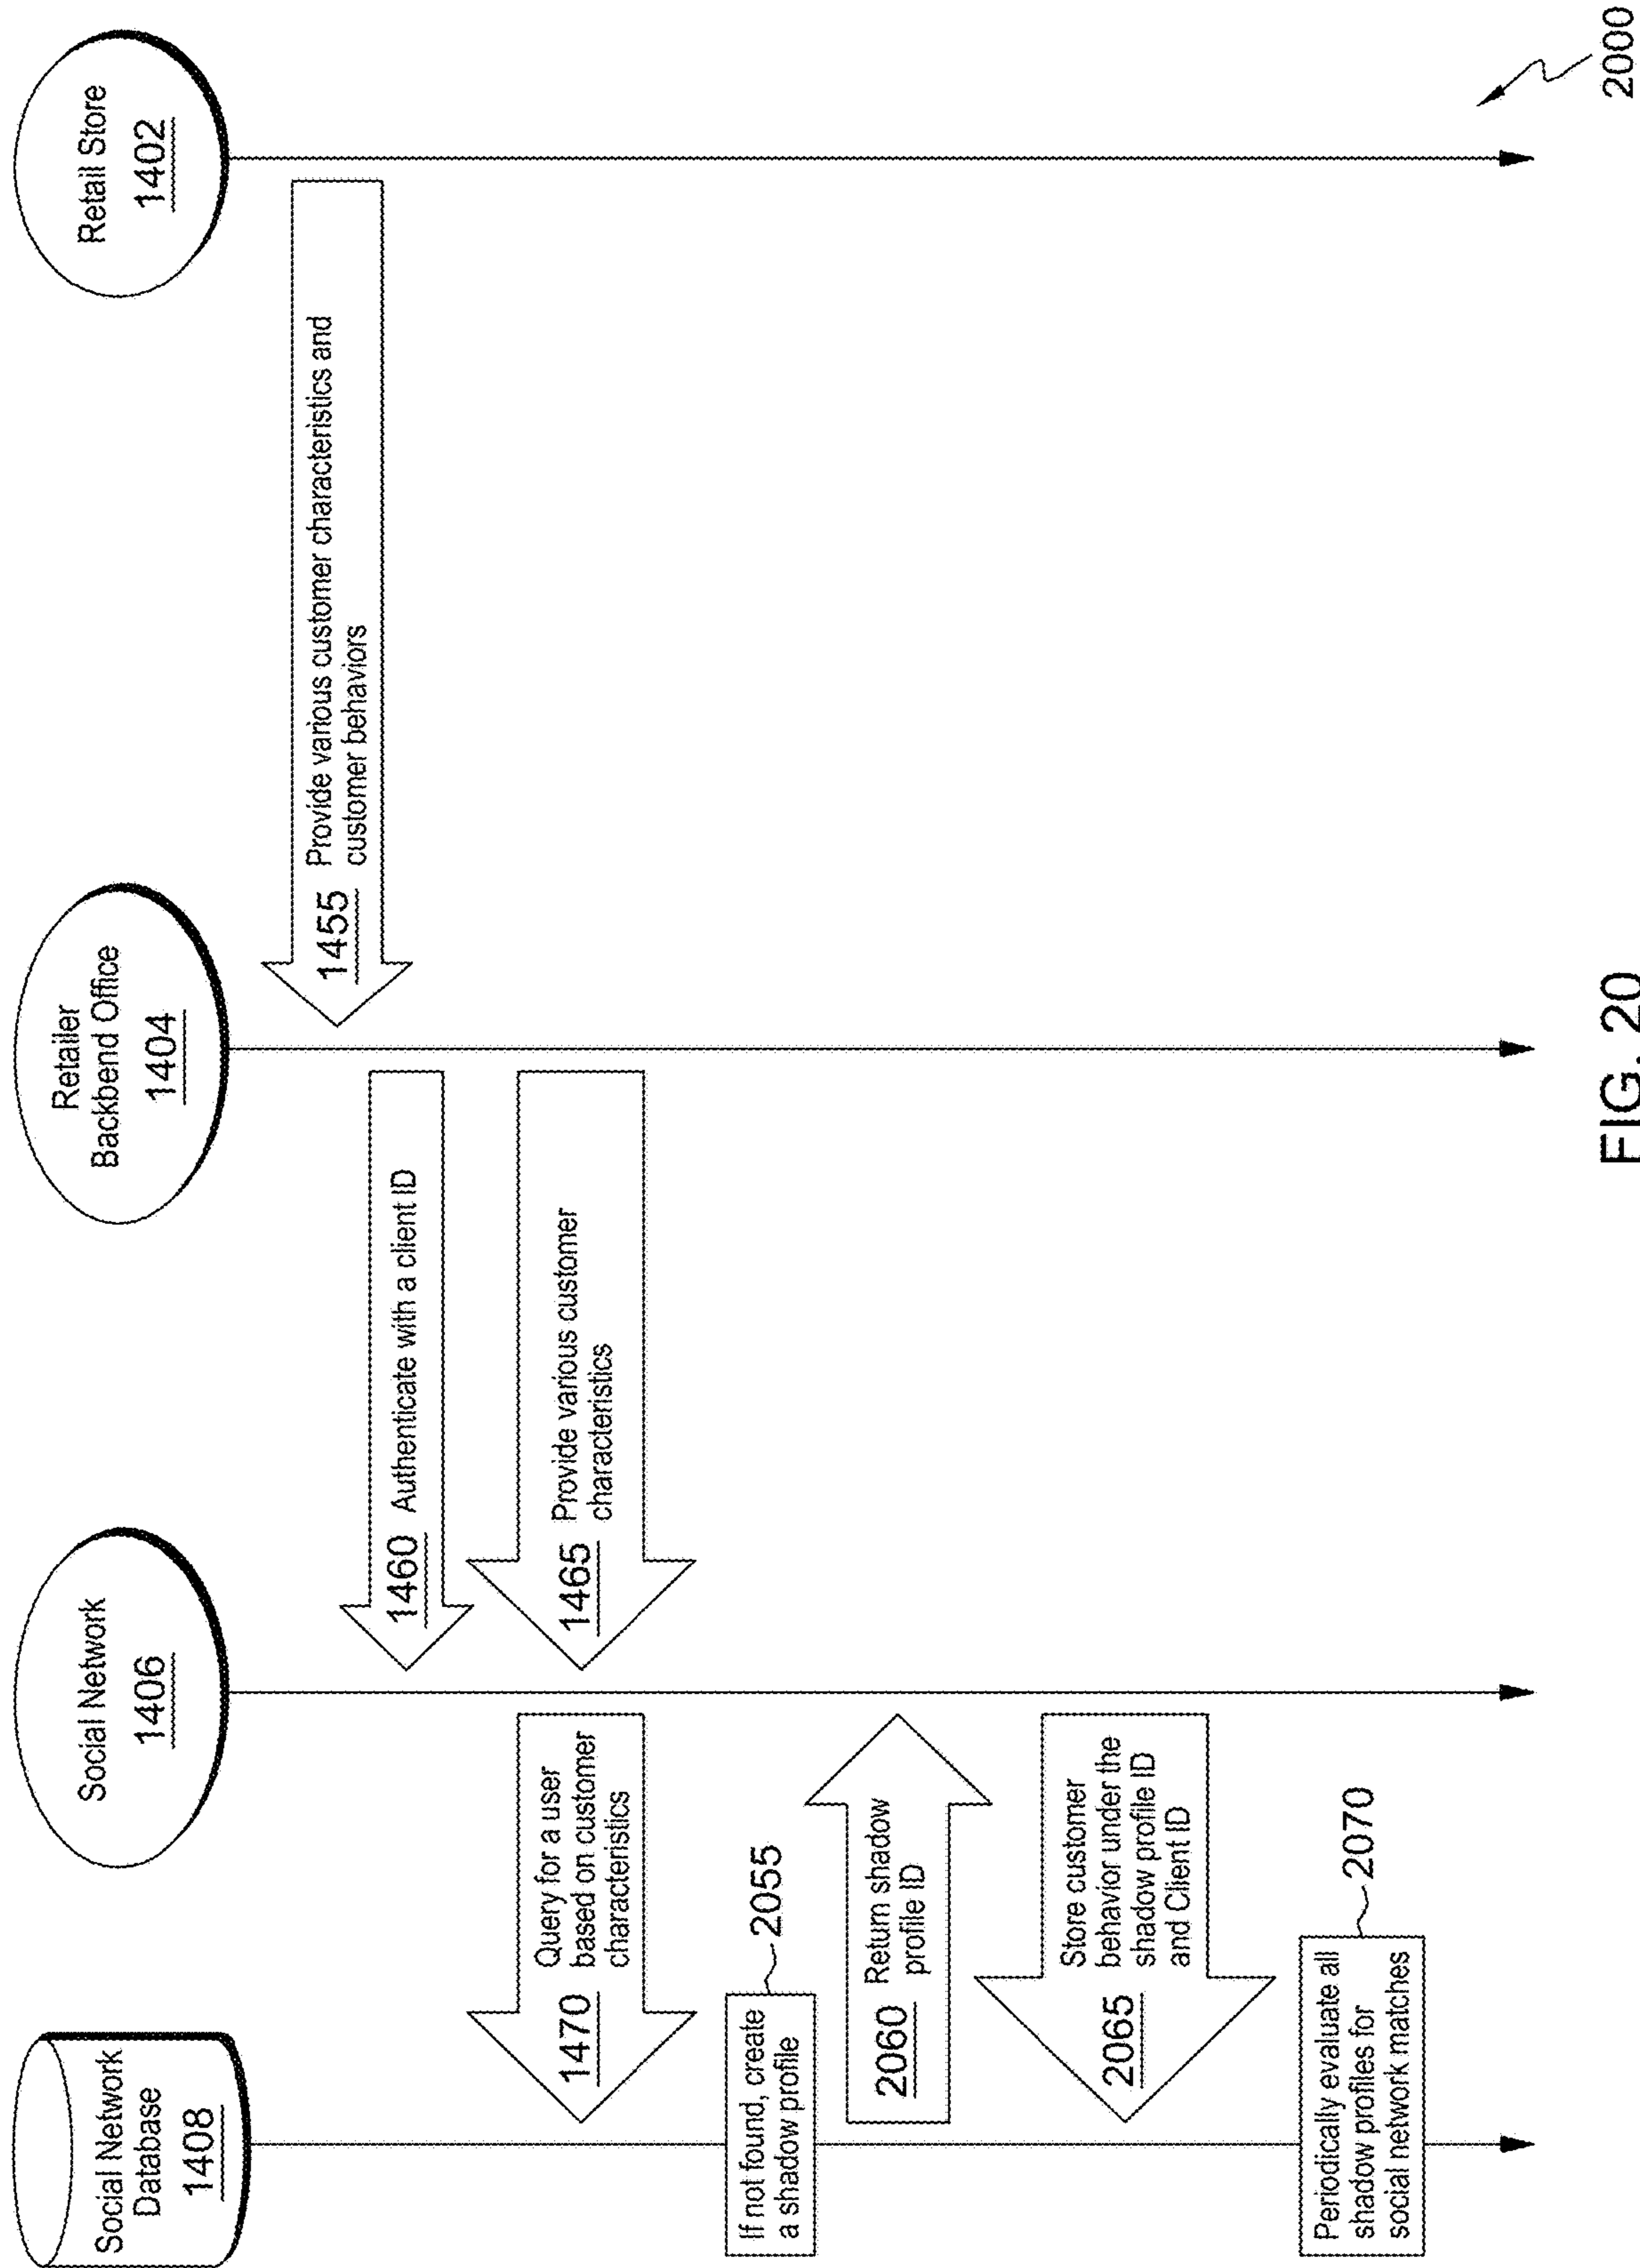 Social Network
Database
1408
Social Network
1406
Retailer
Backbend Office
1404
Retail Store
1402
1455 Provide various customer characteristics and
customer behaviors
1460 Authenticate with a client ID
1465 Provide various customer
characteristics
1470 Query for a user
based on customer
characteristics
If not found, create
a shadow profile
2055
2060 Return shadow
profile ID
2065 Store customer
behavior under the
shadow profile ID
and Client ID
Periodically evaluate all
shadow profiles for
social network matches
2070
2000
FIG. 20